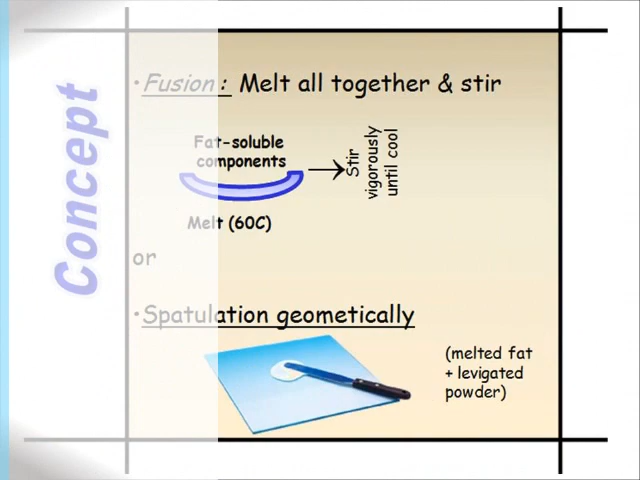 Concept
•Fusion : Melt all together & stir
Fat-soluble
components
→
Stir
vigorously
until cool
Melt (60C)
or
•Spatulation geometically
(melted fat
+ levigated
powder)